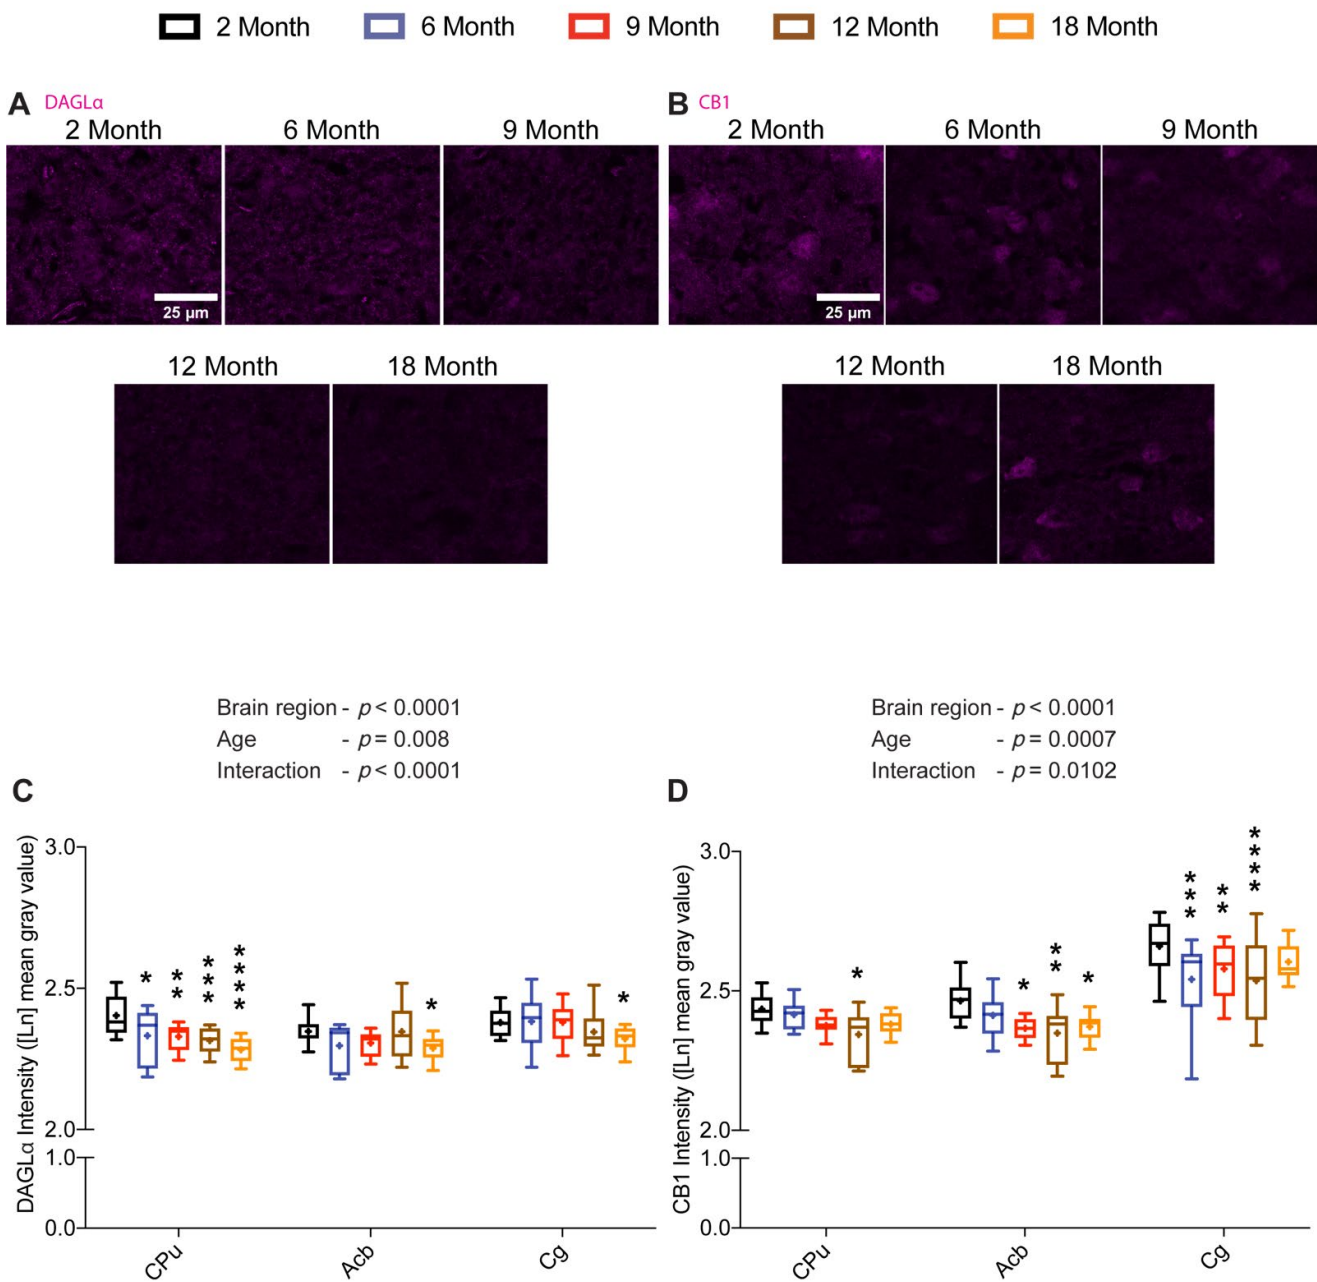 2 Month 6 Month 9 Month 12 Month 18 Month
A DAGLα
2 Month 6 Month 9 Month
25 µm
12 Month 18 Month
B CB1
2 Month 6 Month 9 Month
25 µm
12 Month 18 Month
Brain region - p < 0.0001
Age - p = 0.008
Interaction - p < 0.0001
C
DAGLα Intensity ([Ln] mean gray value)
3.0
2.5
2.0
1.0
0.0
*
**
***
****
*
*
CPu Acb Cg
Brain region - p < 0.0001
Age - p = 0.0007
Interaction - p = 0.0102
D
CB1 Intensity ([Ln] mean gray value)
3.0
2.5
2.0
1.0
0.0
*
*
**
*
***
**
****
CPu Acb Cg